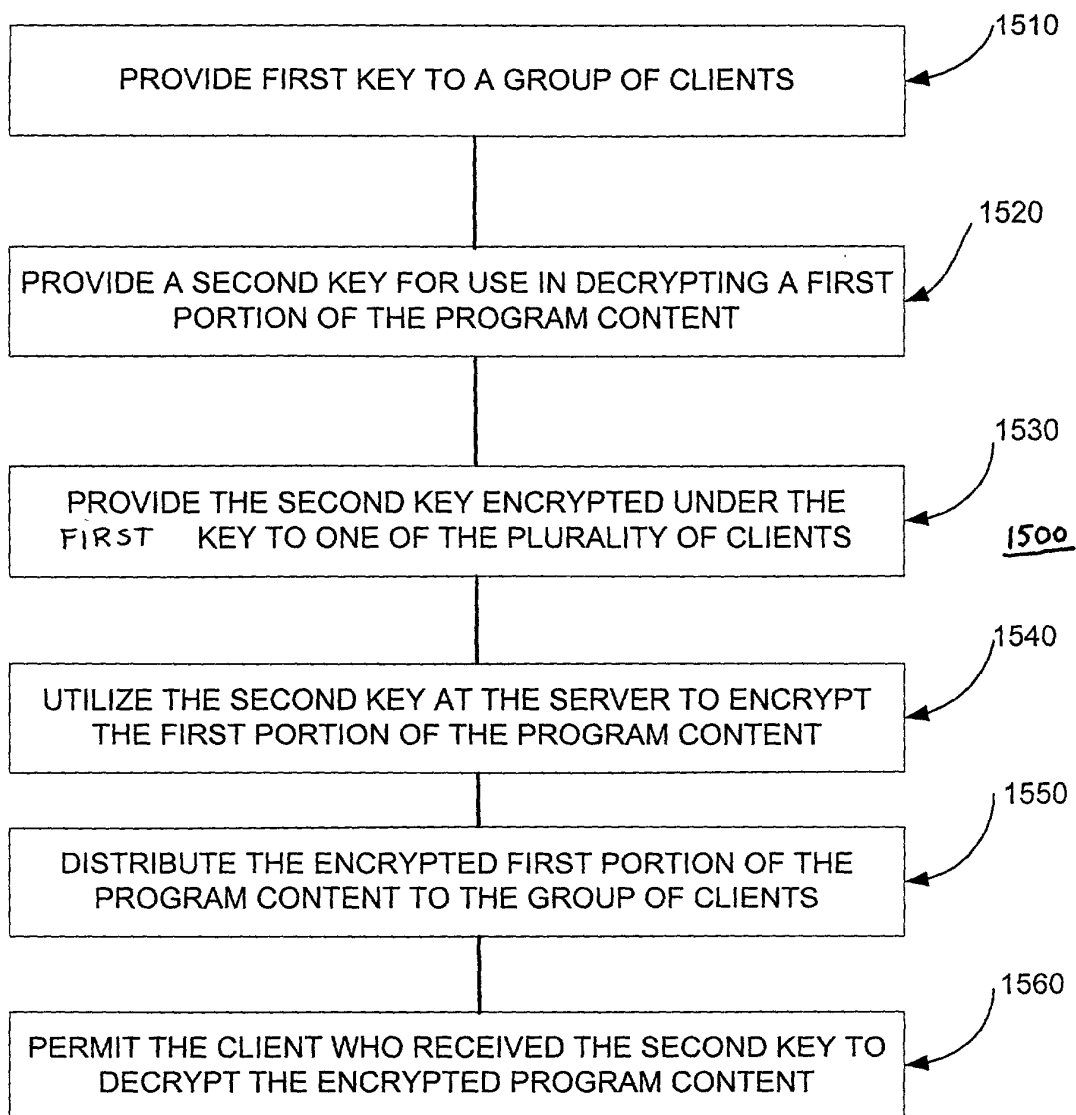 1510
PROVIDE FIRST KEY TO A GROUP OF CLIENTS
1520
PROVIDE A SECOND KEY FOR USE IN DECRYPTING A FIRST
PORTION OF THE PROGRAM CONTENT
1530
PROVIDE THE SECOND KEY ENCRYPTED UNDER THE
FIRST KEY TO ONE OF THE PLURALITY OF CLIENTS
1500
1540
UTILIZE THE SECOND KEY AT THE SERVER TO ENCRYPT
THE FIRST PORTION OF THE PROGRAM CONTENT
1550
DISTRIBUTE THE ENCRYPTED FIRST PORTION OF THE
PROGRAM CONTENT TO THE GROUP OF CLIENTS
1560
PERMIT THE CLIENT WHO RECEIVED THE SECOND KEY TO
DECRYPT THE ENCRYPTED PROGRAM CONTENT